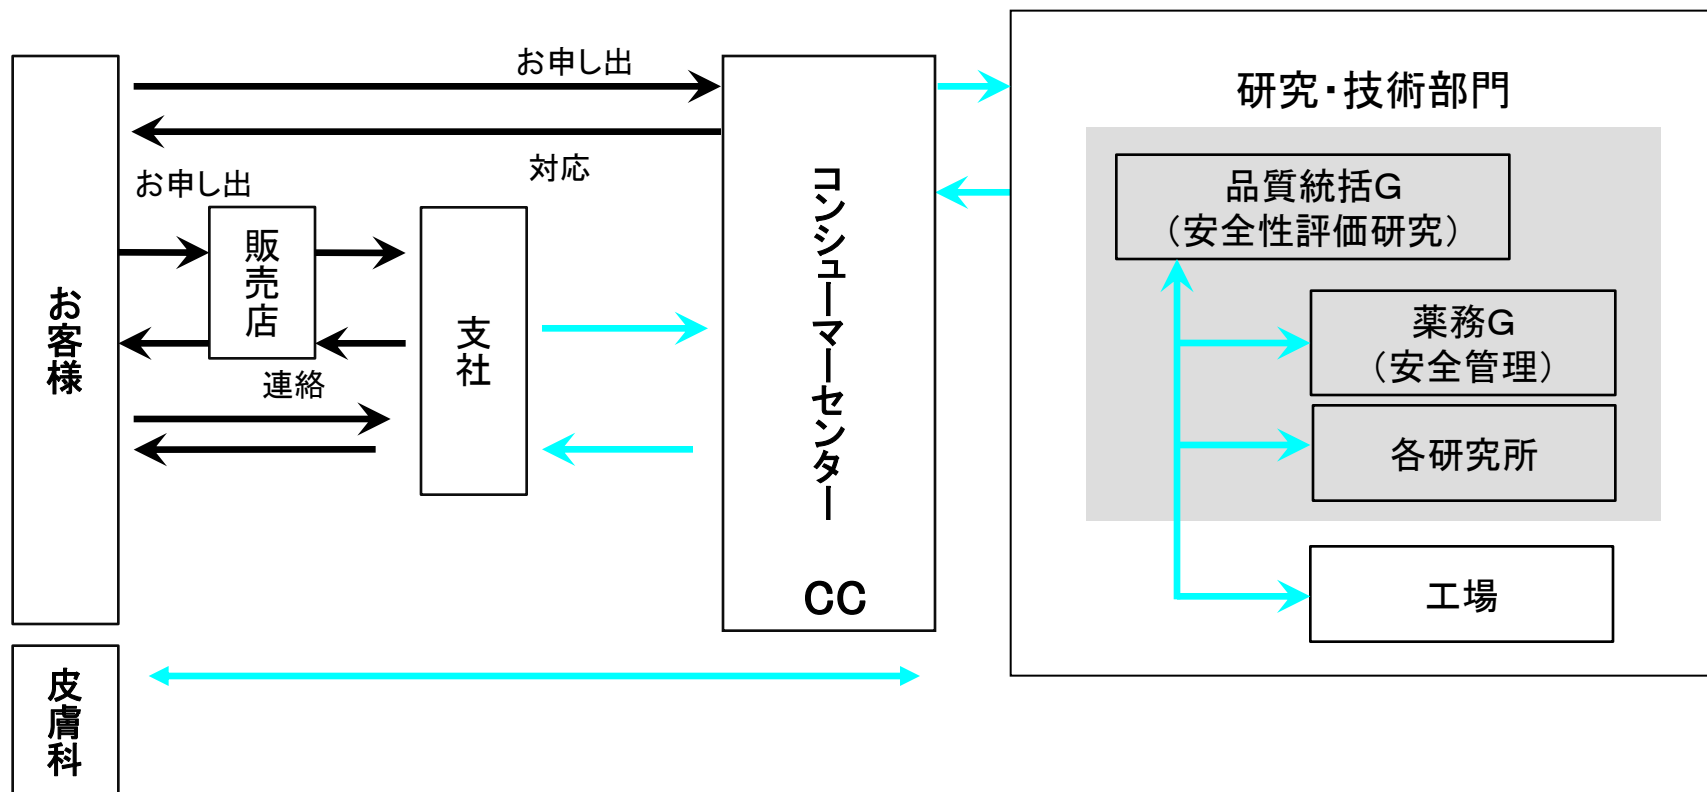 お申し出
対応
お申し出
お客様
販売店
連絡
支社
コンシューマーセンター
CC
皮膚科
研究・技術部門
品質統括G
（安全性評価研究）
薬務G
（安全管理）
各研究所
工場